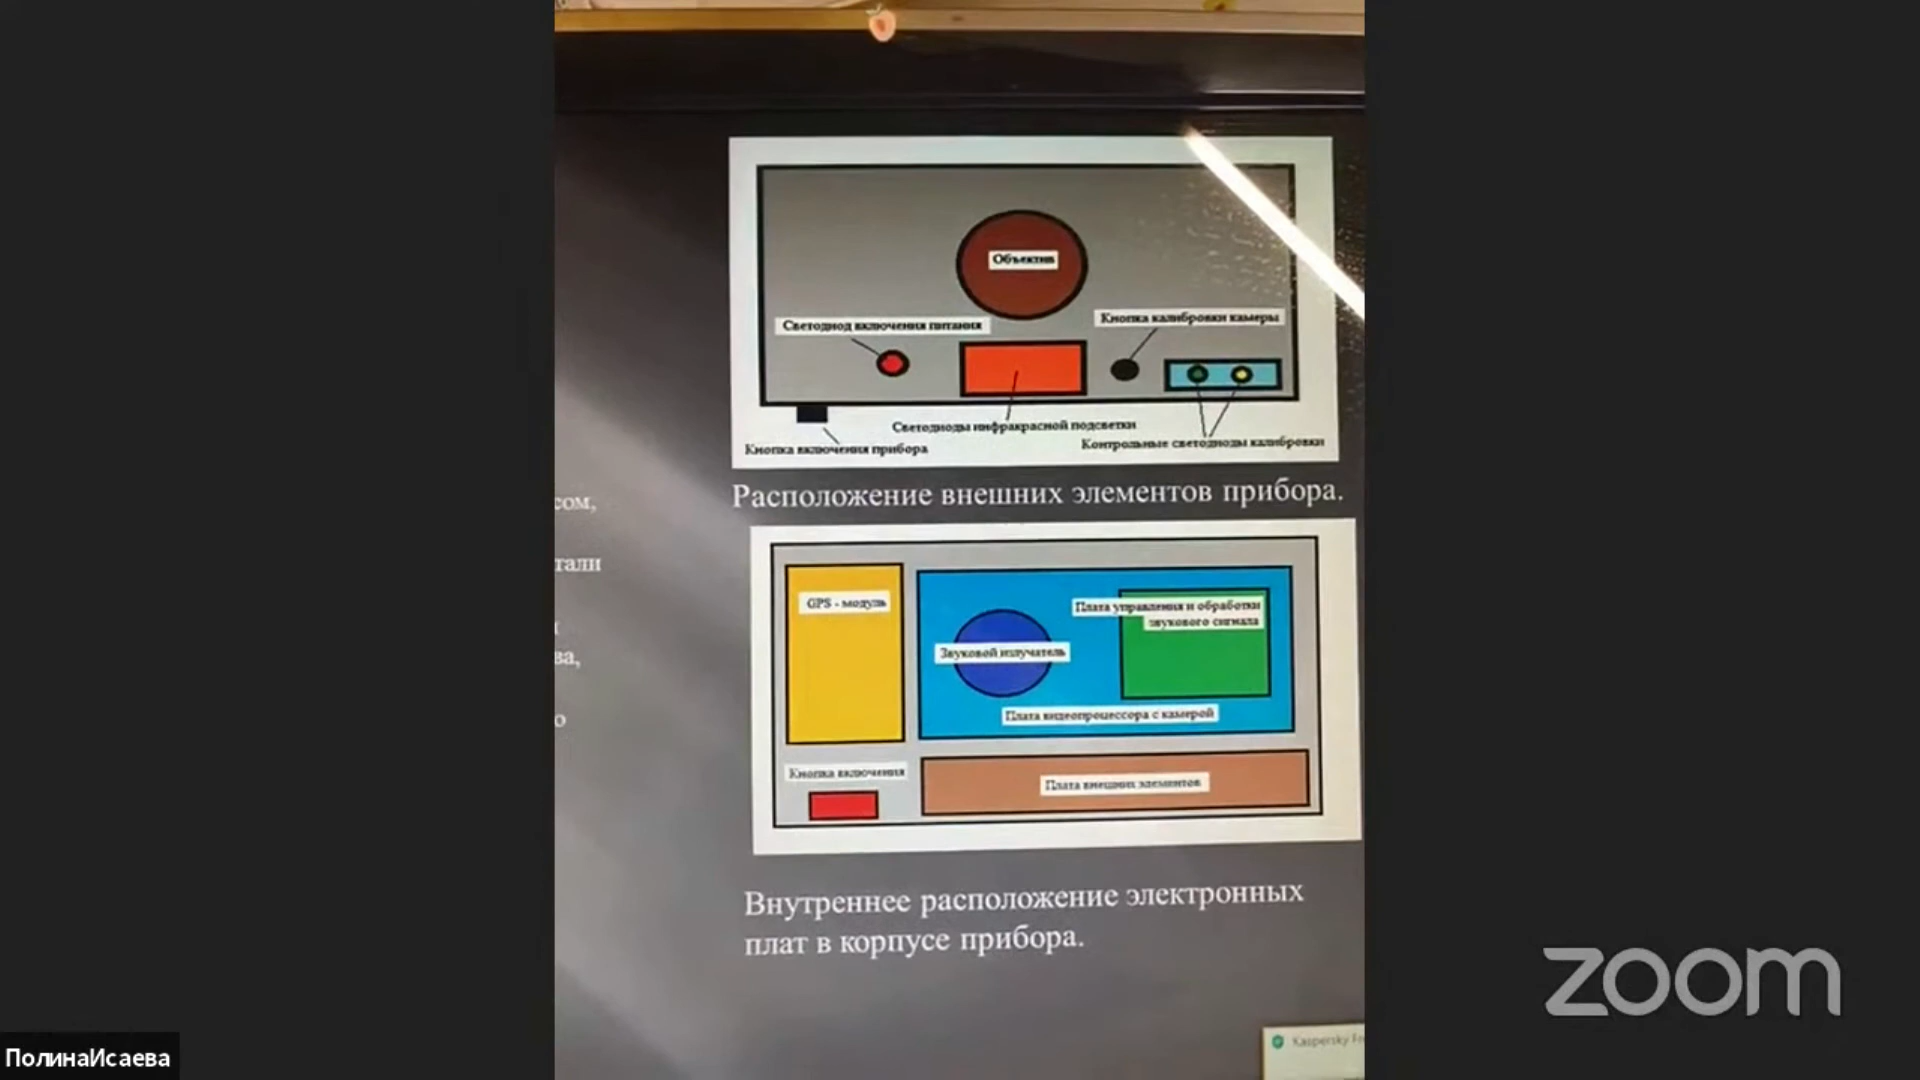 Объектив
Светодиод включения питания
Кнопка калибровки камеры
Светодиоды инфракрасной подсветки
Кнопка включения прибора
Контрольные светодиоды калибровки
сом,
Расположение внешних элементов прибора.
тали
ва,
о
GPS - модуль
Плата управления и обработки
звукового сигнала
Звуковой излучатель
Плата видеопроцессора с камерой
Кнопка включения
Плата внешних элементов
Внутреннее расположение электронных
плат в корпусе прибора.
zoom
Kaspersky Fr
ПолинаИсаева